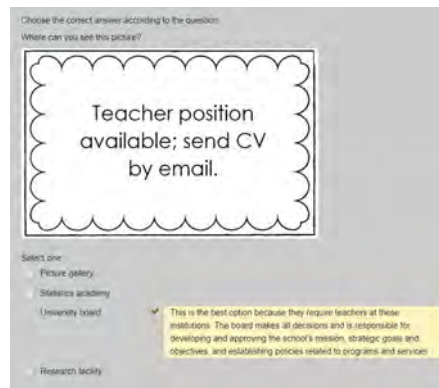 Choose the correct answer according to the question.
Where can you see this picture?
Teacher position
available; send CV
by email.
Select one:
Picture gallery
Statistics academy
University board
This is the best option because they require teachers at these
institutions. The board makes all decisions and is responsible for
developing and approving the school's mission, strategic goals and
objectives, and establishing policies related to programs and services
Research facility